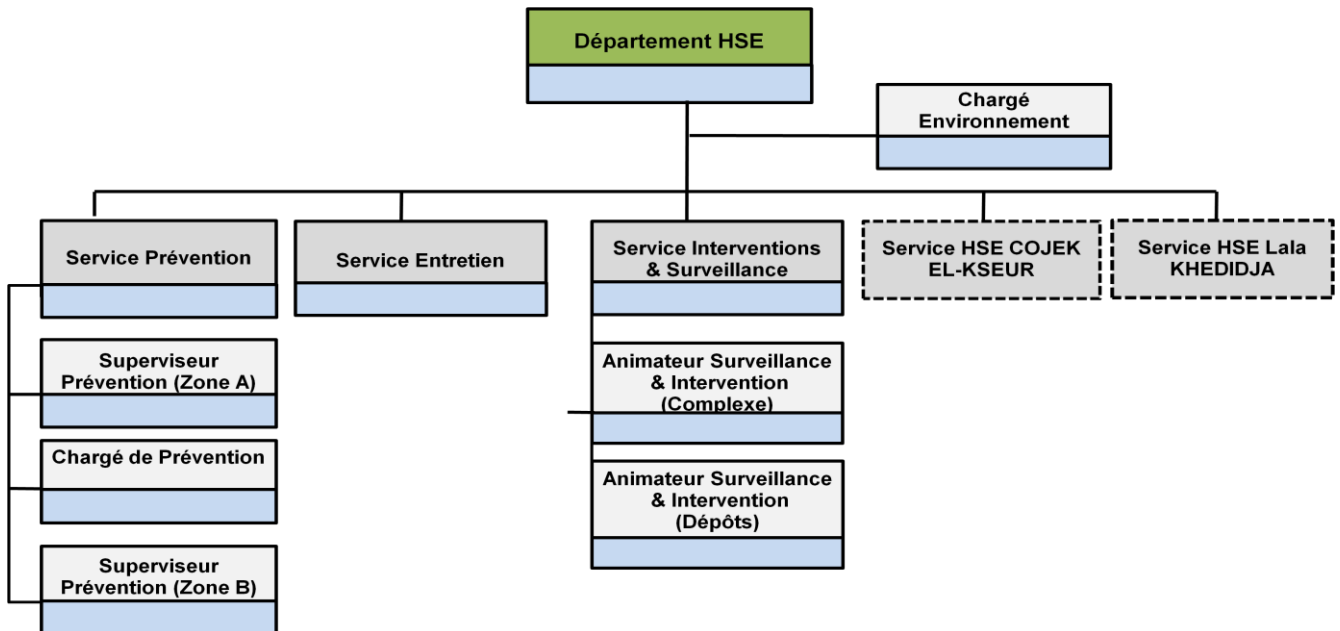 Département HSE
Chargé
Environnement
Service Prévention
Service Entretien
Service Interventions
& Surveillance
Service HSE COJEK
EL-KSEUR
Service HSE Lala
KHEDIDJA
Superviseur
Prévention (Zone A)
Chargé de Prévention
Superviseur
Prévention (Zone B)
Animateur Surveillance
& Intervention
(Complexe)
Animateur Surveillance
& Intervention
(Dépôts)